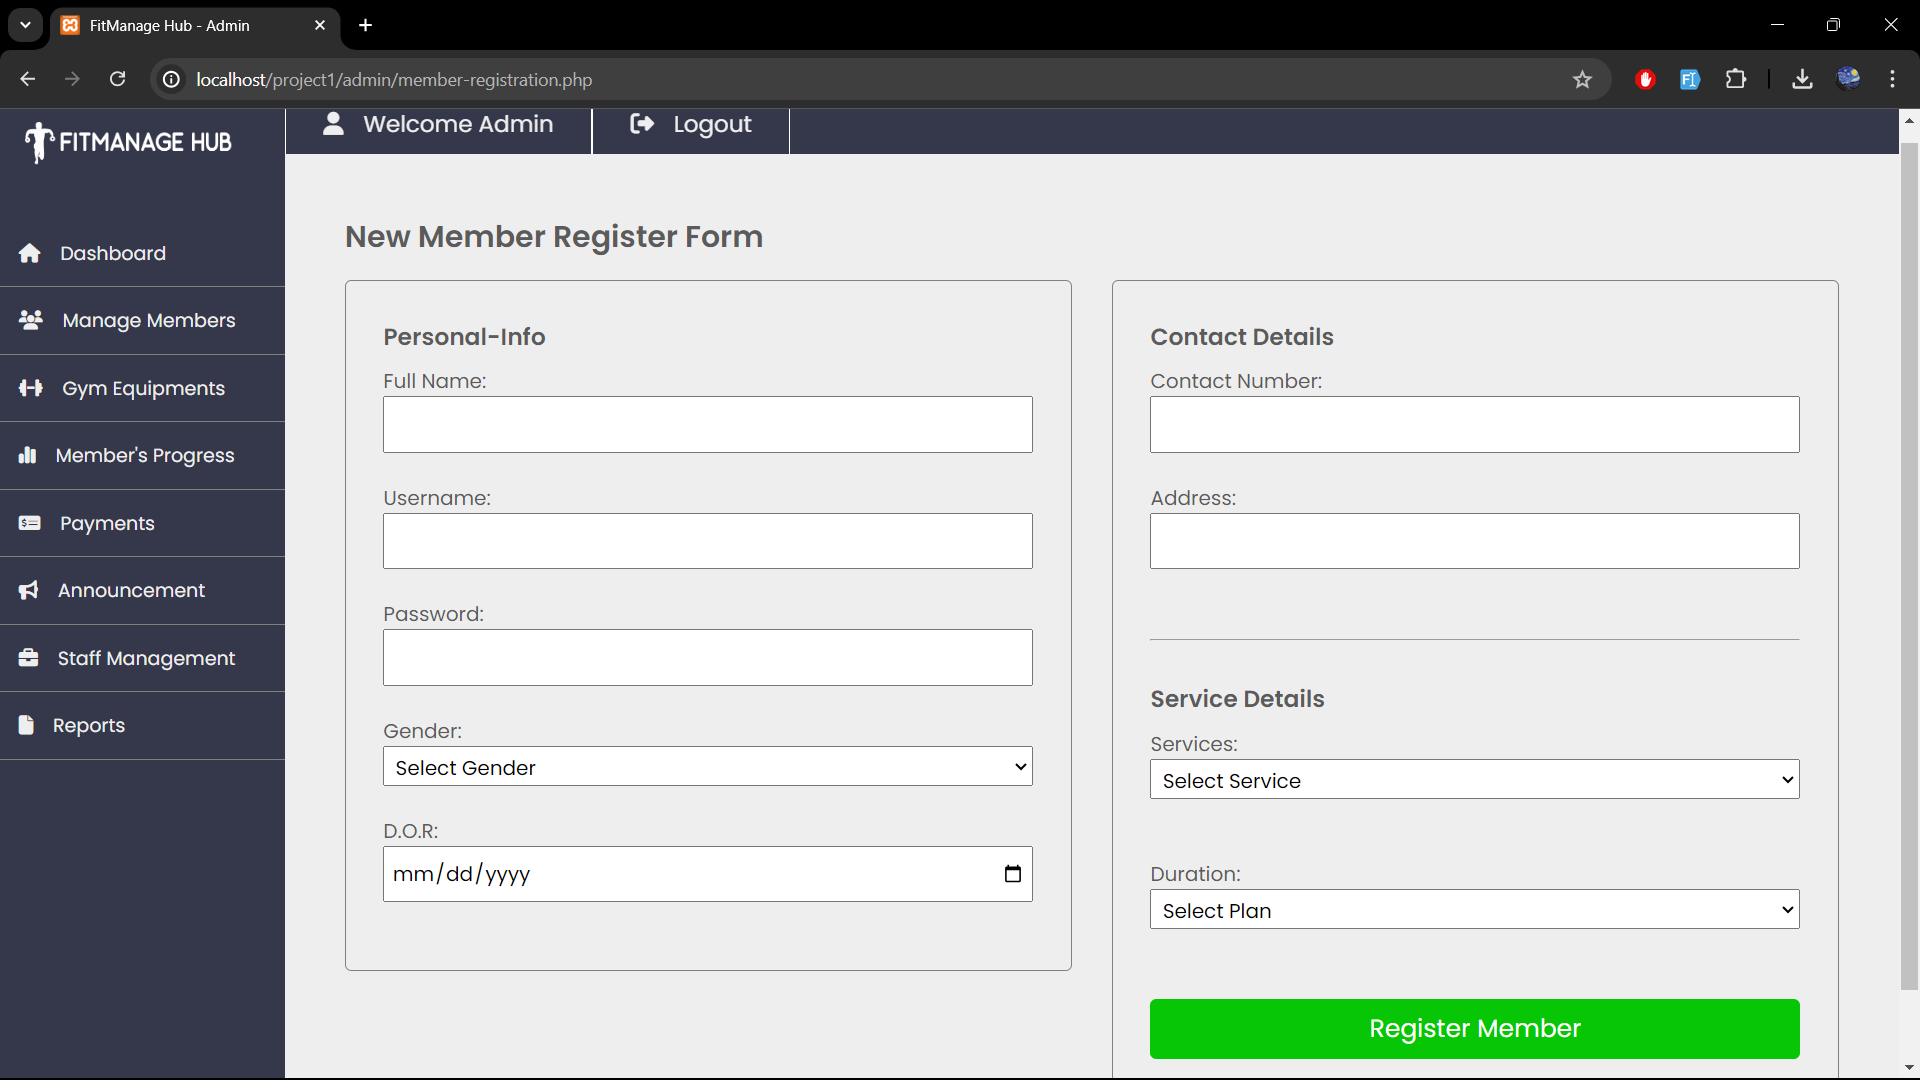 FitManage Hub - Admin
localhost/project1/admin/member-registration.php
FITMANAGE HUB
Welcome Admin
Logout
Dashboard
Manage Members
Gym Equipments
Member's Progress
Payments
Announcement
Staff Management
Reports
New Member Register Form
Personal-Info
Full Name:
Username:
Password:
Gender:
Select Gender
D.O.R:
mm/dd/yyyy
Contact Details
Contact Number:
Address:
Service Details
Services:
Select Service
Duration:
Select Plan
Register Member